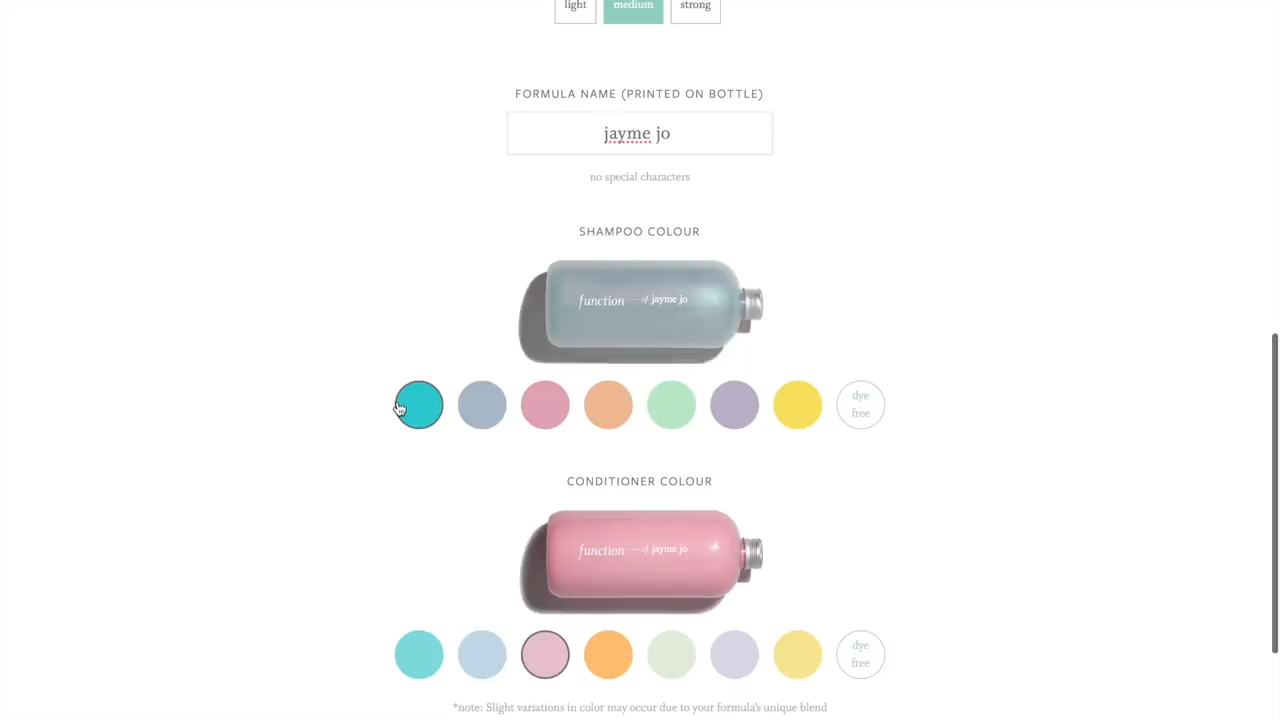 light medium strong
FORMULA NAME (PRINTED ON BOTTLE)
jayme jo
no special characters
SHAMPOO COLOUR
function — of jayme jo
dye
free
CONDITIONER COLOUR
function — of jayme jo
dye
free
*note: Slight variations in color may occur due to your formula's unique blend